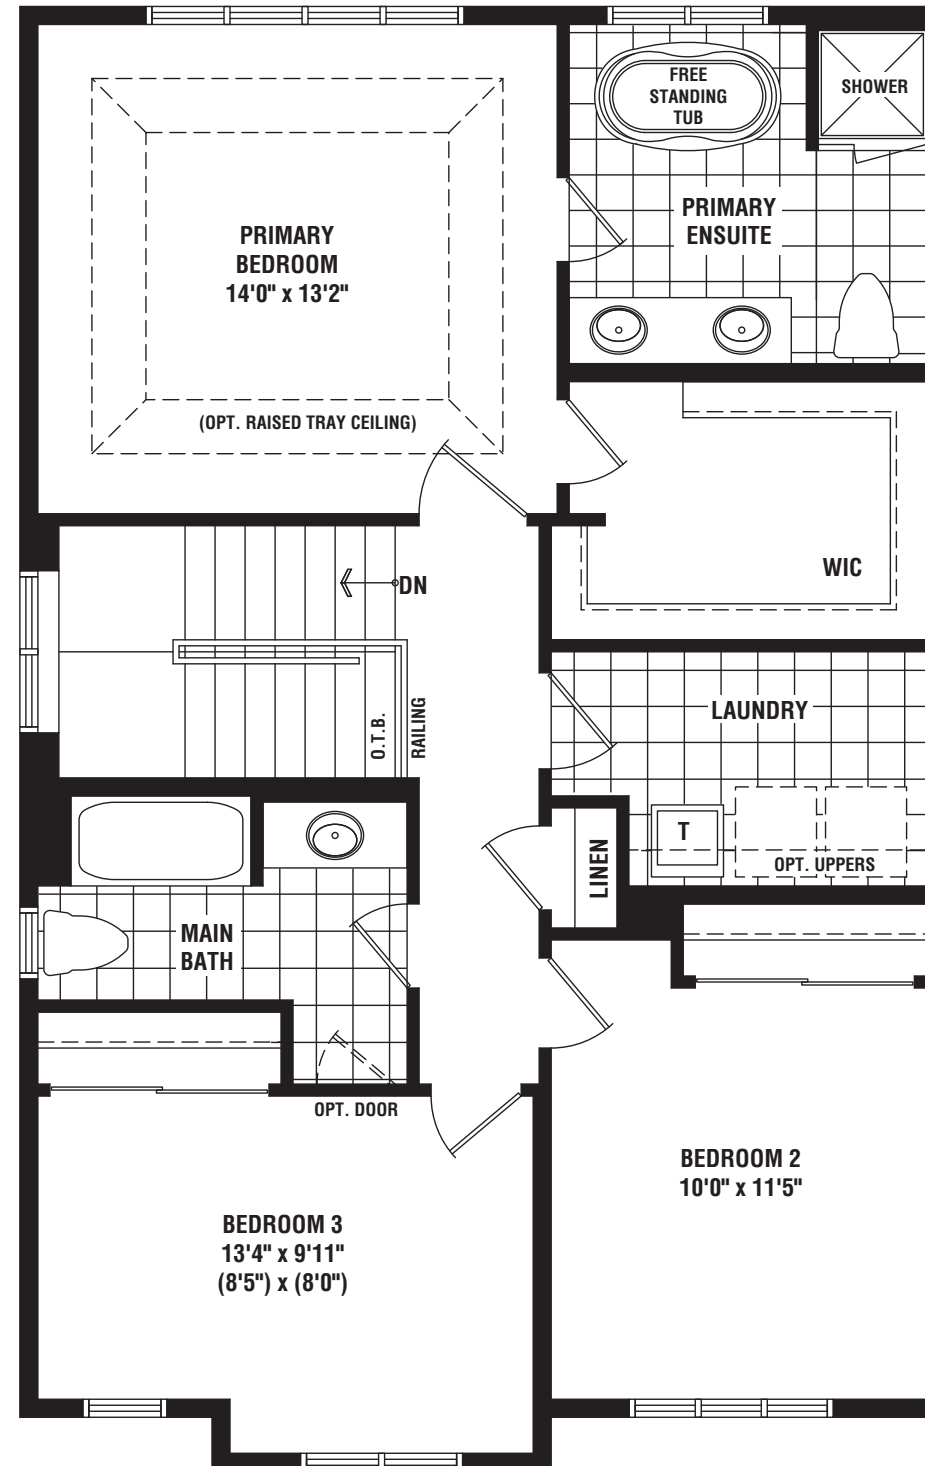 FREE
STANDING
TUB
SHOWER
PRIMARY
ENSUITE
PRIMARY
BEDROOM
14'0" x 13'2"
(OPT. RAISED TRAY CEILING)
WIC
DN
O.T.B.
RAILING
LAUNDRY
T
OPT. UPPERS
LINEN
MAIN
BATH
OPT. DOOR
BEDROOM 2
10'0" x 11'5"
BEDROOM 3
13'4" x 9'11"
(8'5") x (8'0")